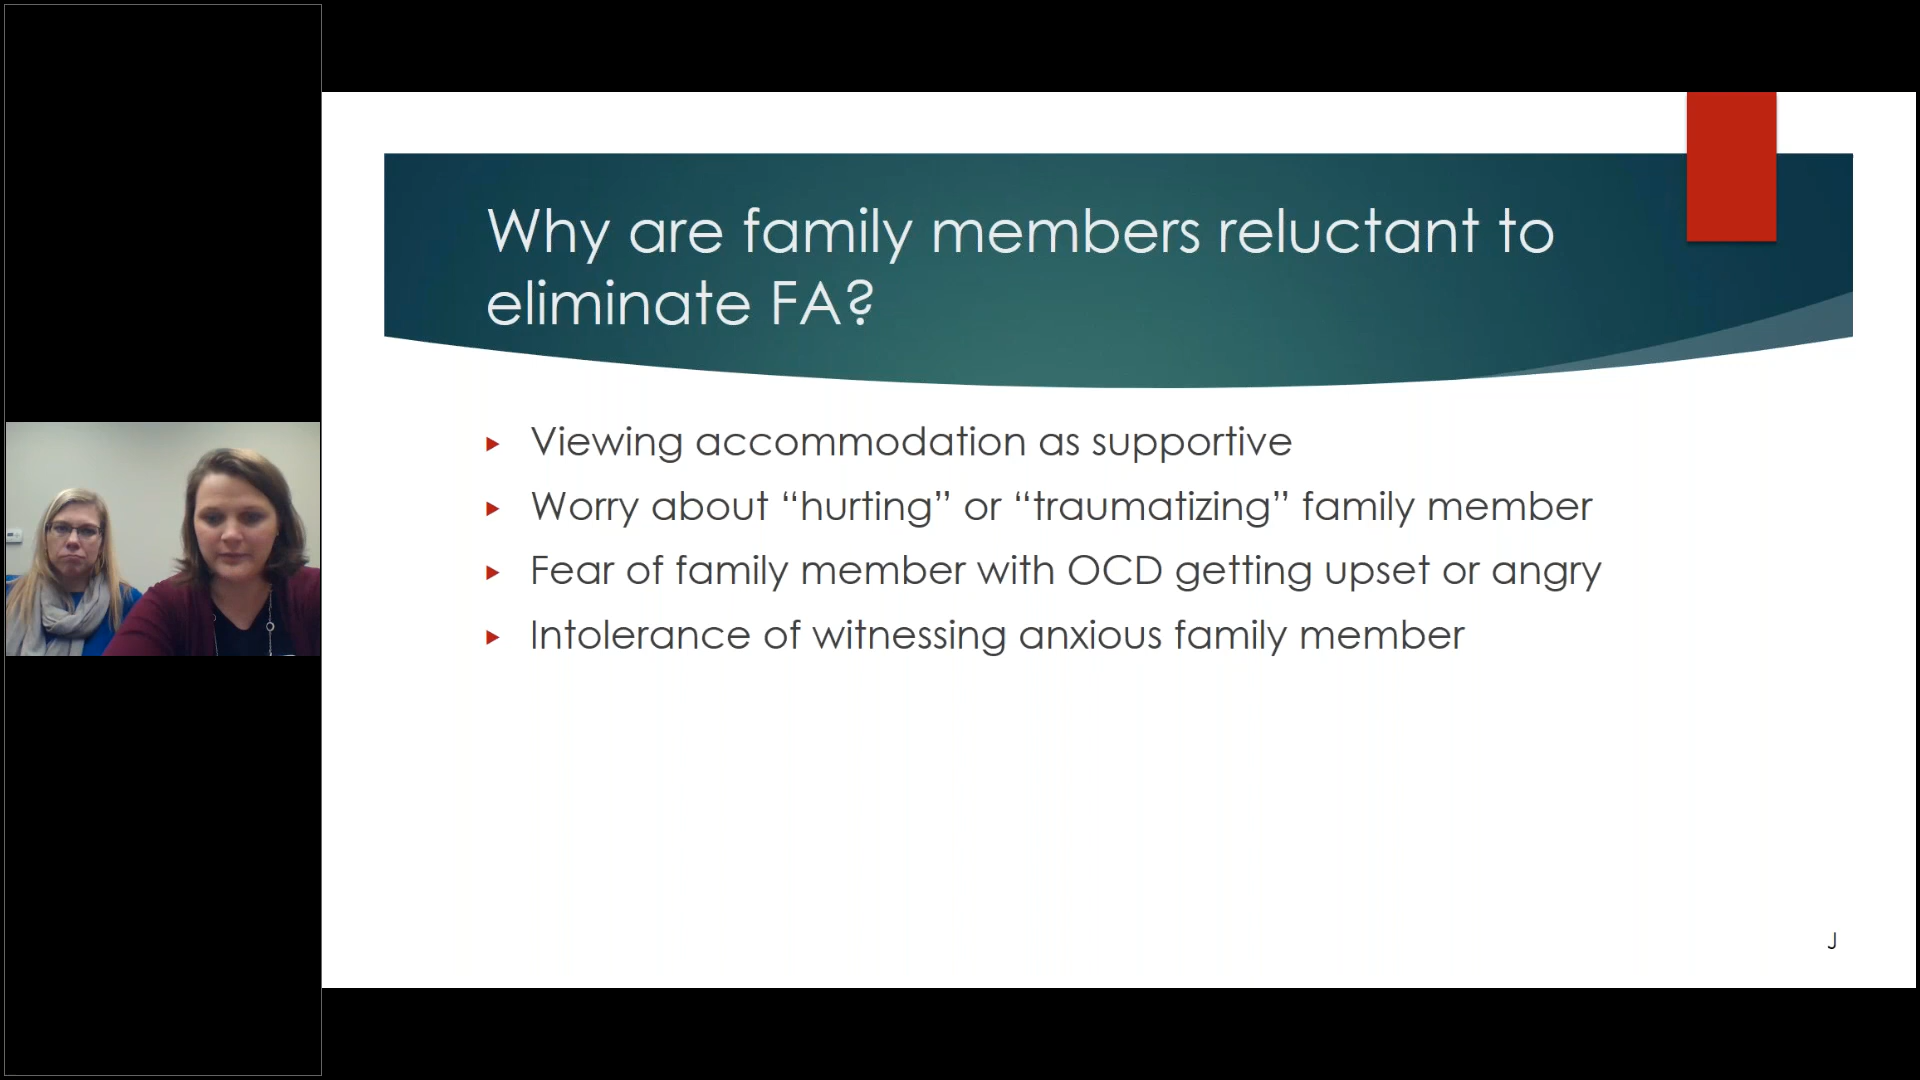 Why are family members reluctant to
eliminate FA?
Viewing accommodation as supportive
Worry about “hurting” or “traumatizing” family member
Fear of family member with OCD getting upset or angry
Intolerance of witnessing anxious family member
J